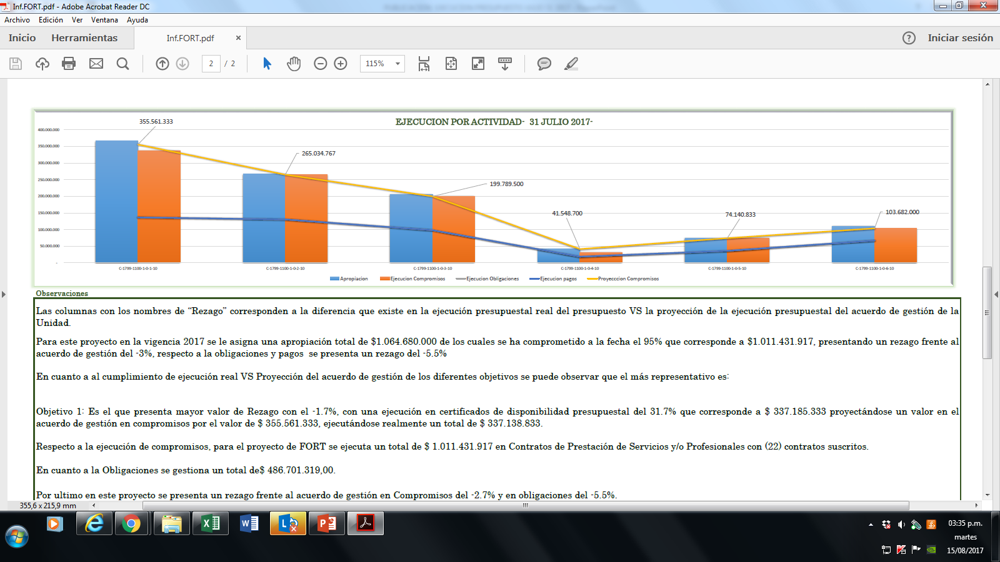 Inf.FORT.pdf - Adobe Acrobat Reader DC
Archivo Edición Ver Ventana Ayuda
Inicio Herramientas Inf.FORT.pdf × ? Iniciar sesión
2 / 2 115%
EJECUCION POR ACTIVIDAD- 31 JULIO 2017-
355.561.333
265.034.767
199.789.500
41.548.700
74.140.833
103.682.000
400.000.000
350.000.000
300.000.000
250.000.000
200.000.000
150.000.000
100.000.000
50.000.000
-
C-1799-1100-1-0-1-10 C-1799-1100-1-0-2-10 C-1799-1100-1-0-3-10 C-1799-1100-1-0-4-10 C-1799-1100-1-0-5-10 C-1799-1100-1-0-6-10
Apropiacion Ejecucion Compromisos Ejecucion Obligaciones Ejecucion pagos Proyecccion Compromisos
Observaciones
Las columnas con los nombres de “Rezago” corresponden a la diferencia que existe en la ejecución presupuestal real del presupuesto VS la proyección de la ejecución presupuestal del acuerdo de gestión de la
Unidad.
Para este proyecto en la vigencia 2017 se le asigna una apropiación total de $1.064.680.000 de los cuales se ha comprometido a la fecha el 95% que corresponde a $1.011.431.917, presentando un rezago frente al
acuerdo de gestión del -3%, respecto a la obligaciones y pagos se presenta un rezago del -5.5%
En cuanto a al cumplimiento de ejecución real VS Proyección del acuerdo de gestión de los diferentes objetivos se puede observar que el más representativo es:
Objetivo 1: Es el que presenta mayor valor de Rezago con el -1.7%, con una ejecución en certificados de disponibilidad presupuestal del 31.7% que corresponde a $ 337.185.333 proyectándose un valor en el
acuerdo de gestión en compromisos por el valor de $ 355.561.333, ejecutándose realmente un total de $ 337.138.833.
Respecto a la ejecución de compromisos, para el proyecto de FORT se ejecuta un total de $ 1.011.431.917 en Contratos de Prestación de Servicios y/o Profesionales con (22) contratos suscritos.
En cuanto a la Obligaciones se gestiona un total de$ 486.701.319,00.
Por ultimo en este proyecto se presenta un rezago frente al acuerdo de gestión en Compromisos del -2.7% y en obligaciones del -5.5%.
355,6 x 215,9 mm
03:35 p.m.
martes
15/08/2017